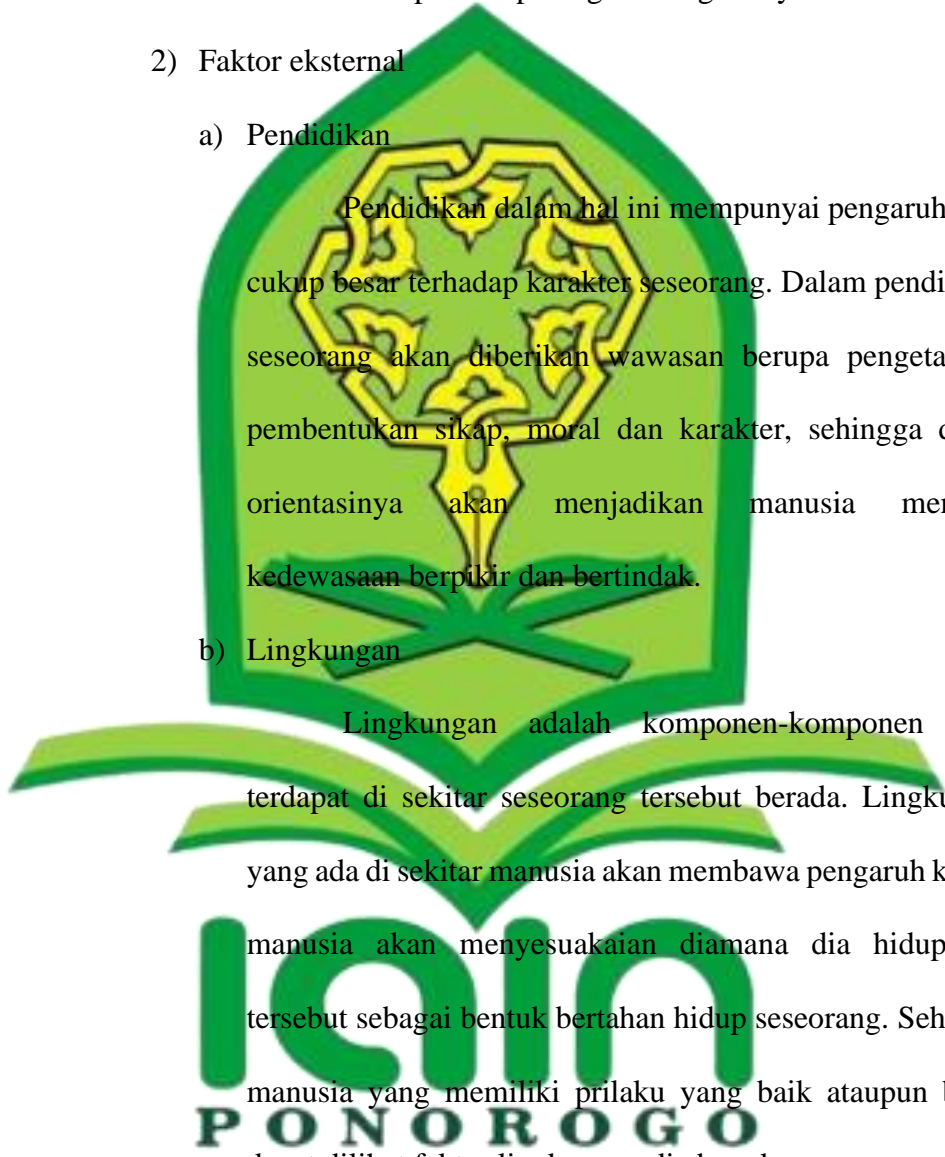 2) Faktor eksternal
a) Pendidikan
Pendidikan dalam hal ini mempunyai pengaruh
cukup besar terhadap karakter seseorang. Dalam pendi
seseorang akan diberikan wawasan berupa pengeta
pembentukan sikap, moral dan karakter, sehingga
orientasinya akan menjadikan manusia mer
kedewasaan berpikir dan bertindak.
b) Lingkungan
Lingkungan adalah komponen-komponen
terdapat di sekitar seseorang tersebut berada. Lingku
yang ada di sekitar manusia akan membawa pengaruh k
manusia akan menyesuakaian diamana dia hidup
tersebut sebagai bentuk bertahan hidup seseorang. Seh
manusia yang memiliki prilaku yang baik ataupun b
iain
PONOROGO